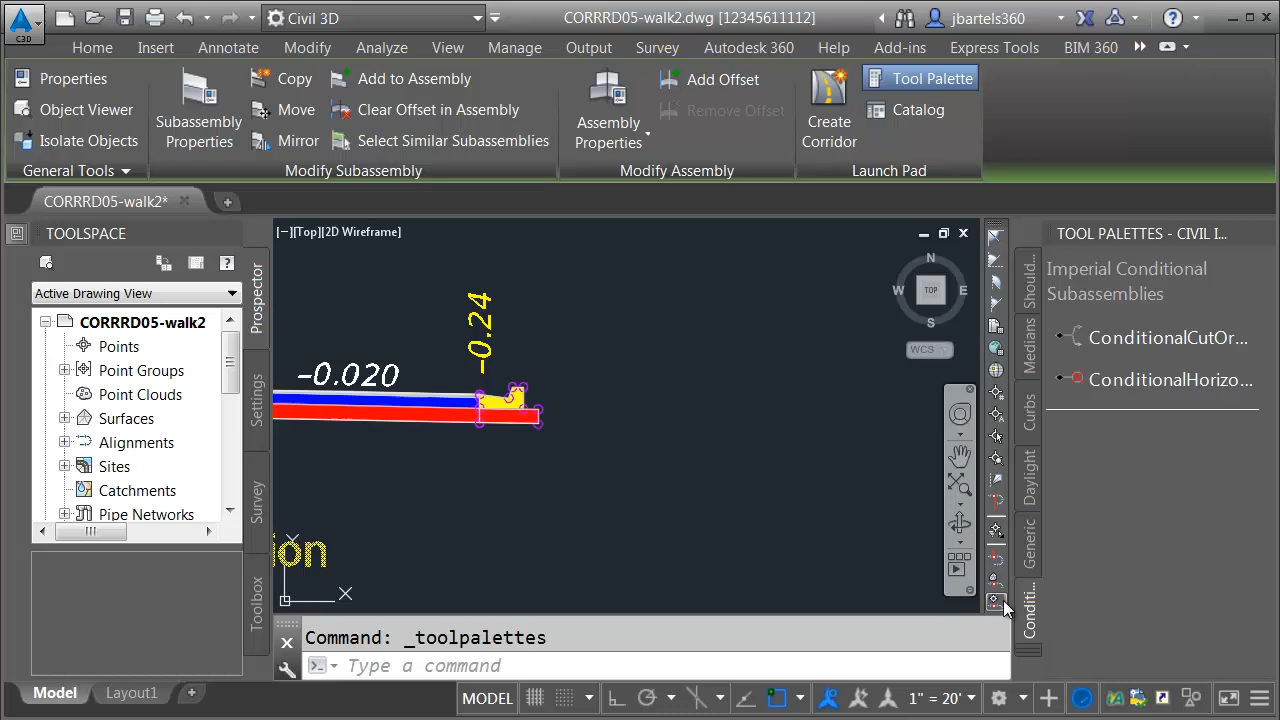 C3D
Civil 3D
CORRRD05-walk2.dwg [12345611112]
jbartels360
?
Home Insert Annotate Modify Analyze View Manage Output Survey Autodesk 360 Help Add-ins Express Tools BIM 360
Properties
Object Viewer
Isolate Objects
General Tools
Subassembly
Properties
Copy
Move
Mirror
Add to Assembly
Clear Offset in Assembly
Select Similar Subassemblies
Modify Subassembly
Assembly
Properties
Add Offset
Remove Offset
Modify Assembly
Create
Corridor
Tool Palette
Catalog
Launch Pad
CORRRD05-walk2*
TOOLSPACE
?
Active Drawing View
CORRRD05-walk2
Points
Point Groups
Point Clouds
Surfaces
Alignments
Sites
Catchments
Pipe Networks
Prospector
Settings
Survey
Toolbox
[−][Top][2D Wireframe]
-0.24
-0.020
ion
X
N
W TOP E
S
WCS
Command: _toolpalettes
Type a command
TOOL PALETTES - CIVIL I...
Imperial Conditional
Subassemblies
ConditionalCutOr...
ConditionalHorizo...
Should...
Medians
Curbs
Daylight
Generic
Conditi...
Model Layout1
MODEL
1" = 20'